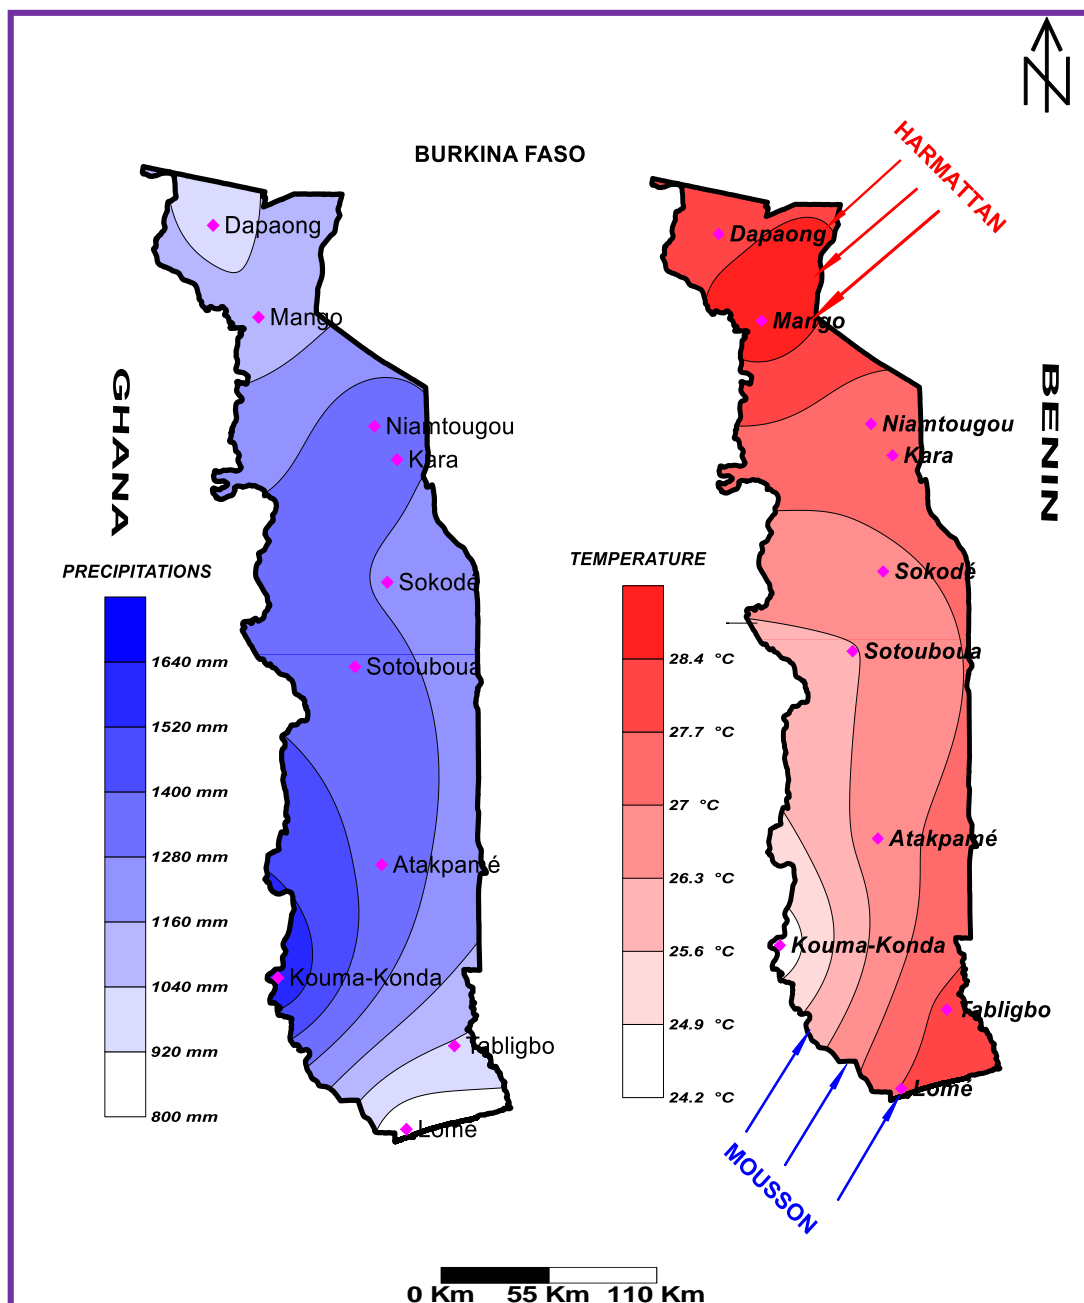 N
HARMATTAN
BURKINA FASO
Dapaong
Mango
Niamtougou
Kara
Sokodé
Sotouboua
Atakpamé
Kouma-Konda
Tabligbo
Lomé
GHANA
PRECIPITATIONS
1640 mm
1520 mm
1400 mm
1280 mm
1160 mm
1040 mm
920 mm
800 mm
Dapaong
Mango
Niamtougou
Kara
Sokodé
Sotouboua
Atakpamé
Kouma-Konda
Tabligbo
Lomé
BENIN
TEMPERATURE
28.4 °C
27.7 °C
27 °C
26.3 °C
25.6 °C
24.9 °C
24.2 °C
MOUSSON
0 Km 55 Km 110 Km